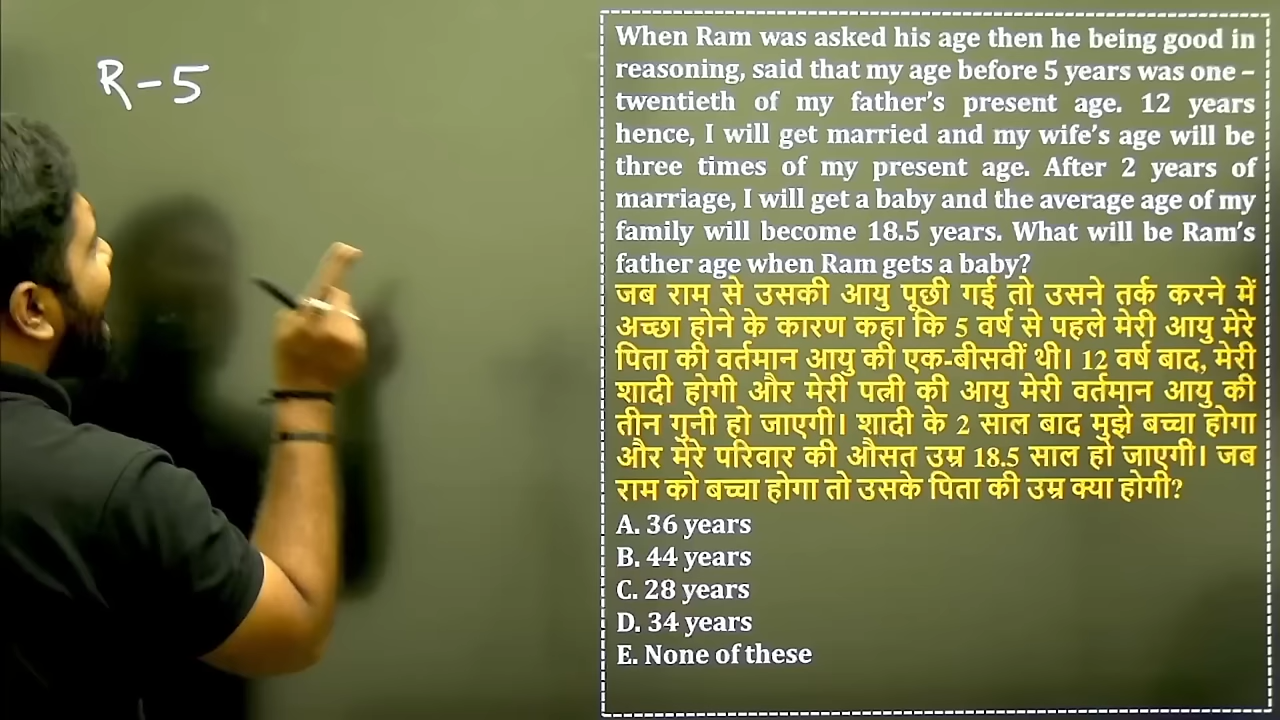 R-5
When Ram was asked his age then he being good in
reasoning, said that my age before 5 years was one –
twentieth of my father’s present age. 12 years
hence, I will get married and my wife’s age will be
three times of my present age. After 2 years of
marriage, I will get a baby and the average age of my
family will become 18.5 years. What will be Ram’s
father age when Ram gets a baby?
जब राम से उसकी आयु पूछी गई तो उसने तर्क करने में
अच्छा होने के कारण कहा कि 5 वर्ष से पहले मेरी आयु मेरे
पिता की वर्तमान आयु की एक-बीसवीं थी। 12 वर्ष बाद, मेरी
शादी होगी और मेरी पत्नी की आयु मेरी वर्तमान आयु की
तीन गुनी हो जाएगी। शादी के 2 साल बाद मुझे बच्चा होगा
और मेरे परिवार की औसत उम्र 18.5 साल हो जाएगी। जब
राम को बच्चा होगा तो उसके पिता की उम्र क्या होगी?
A. 36 years
B. 44 years
C. 28 years
D. 34 years
E. None of these